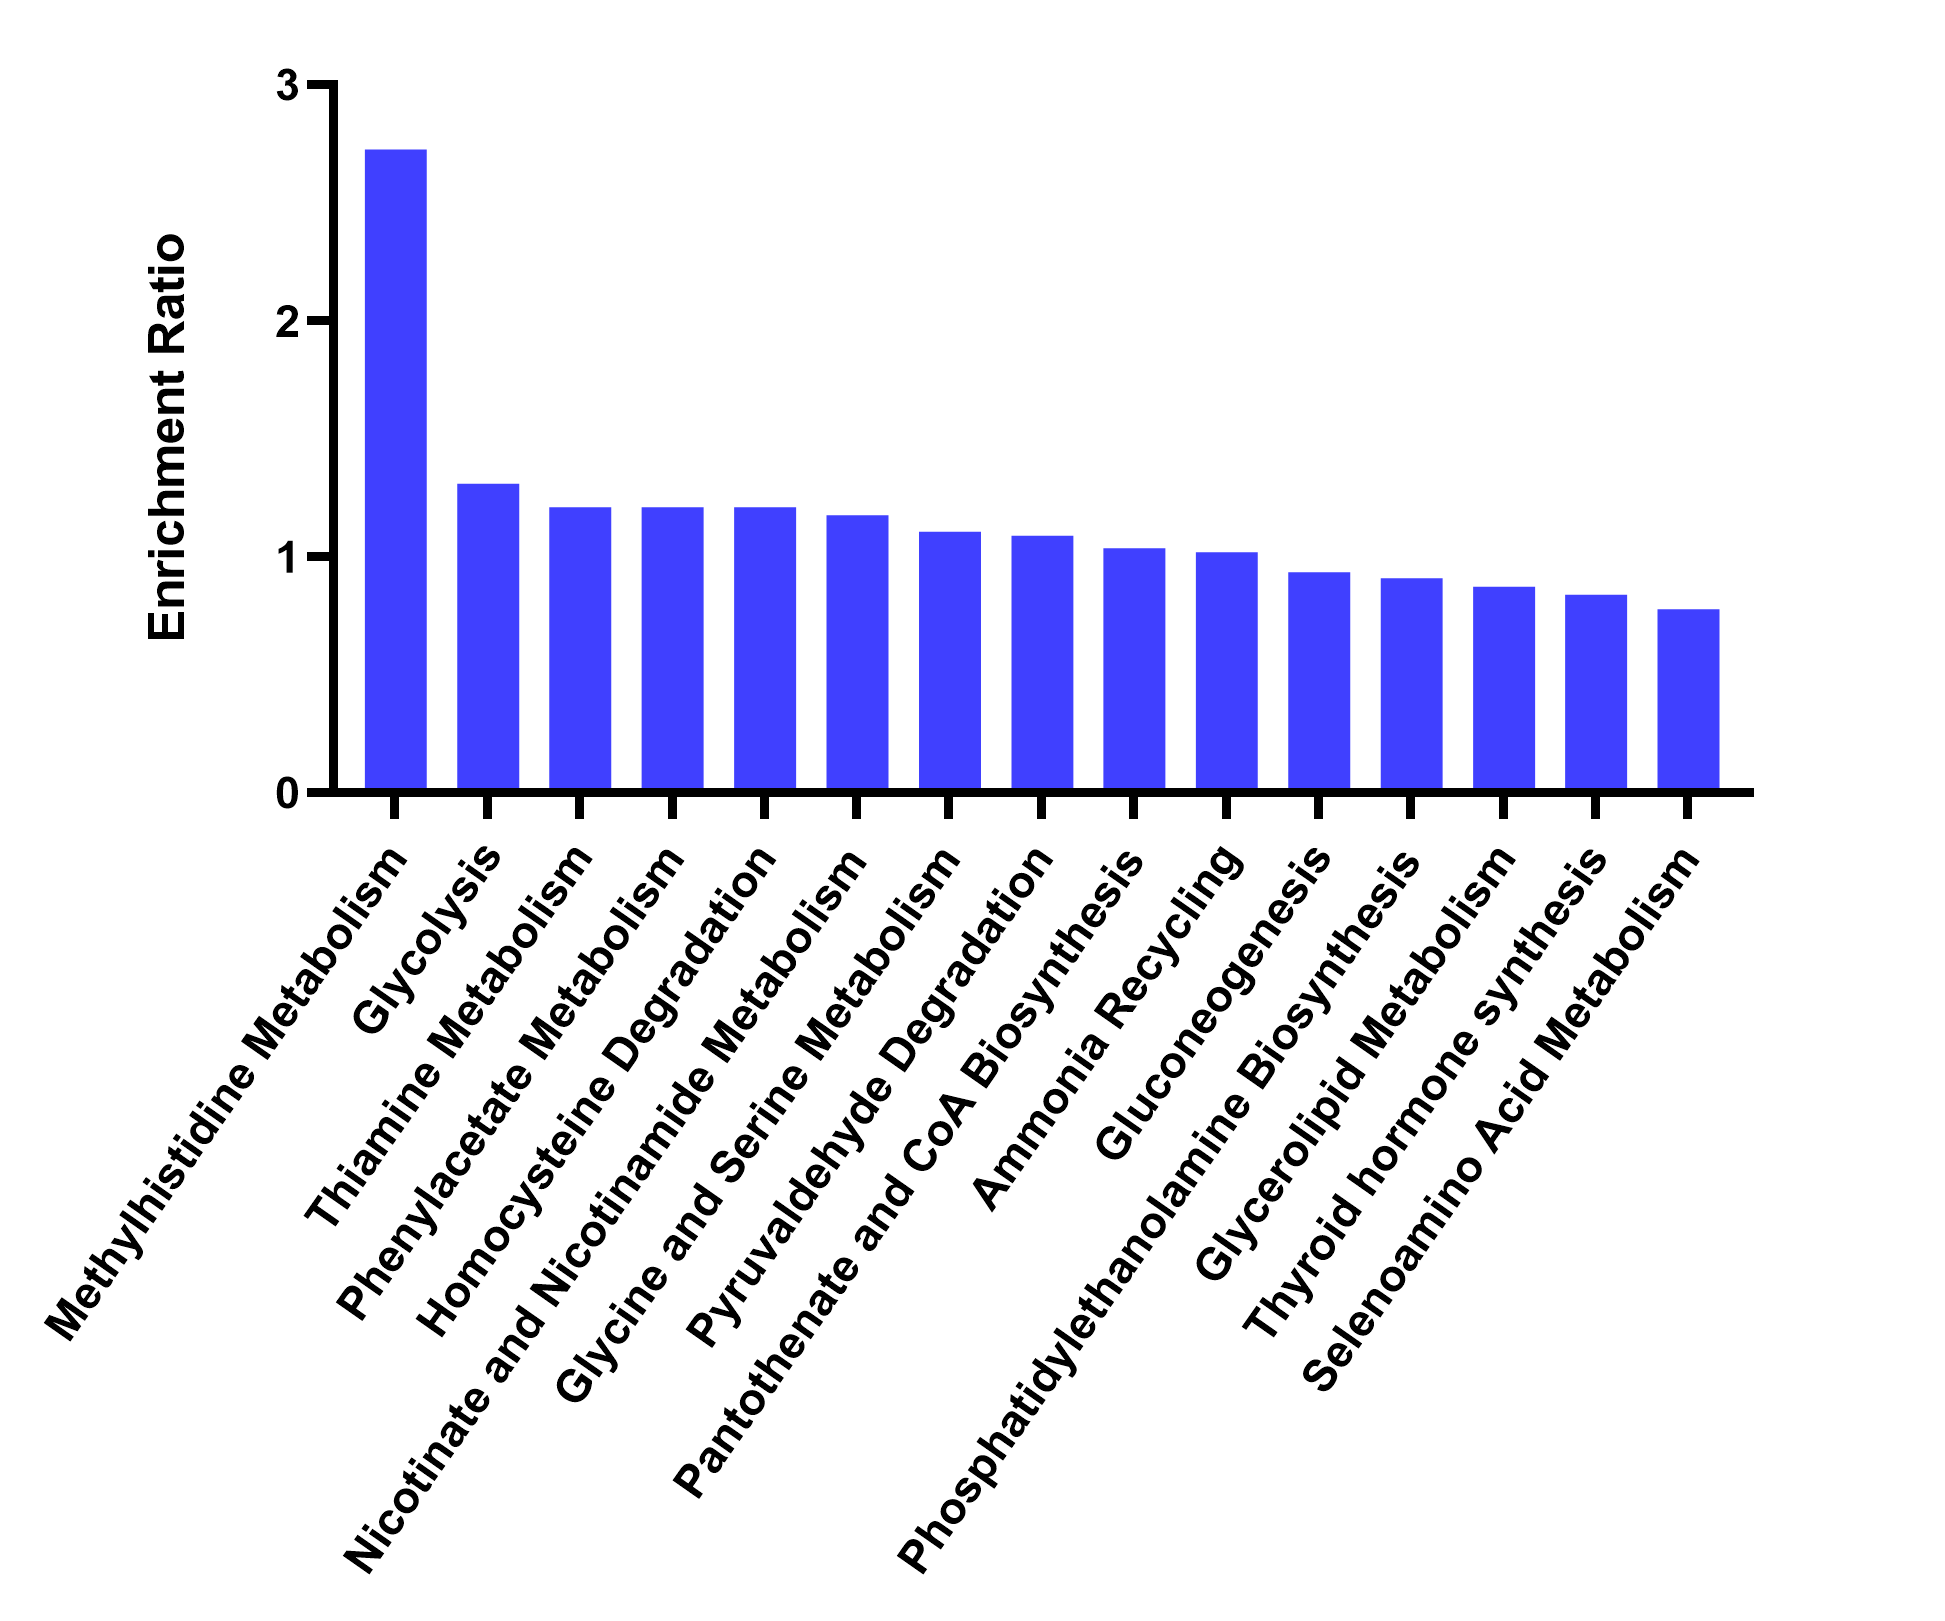 Enrichment Ratio
3
2
1
0
Methylhistidine Metabolism
Glycolysis
Thiamine Metabolism
Phenylacetate Metabolism
Homocysteine Degradation
Nicotinate and Nicotinamide Metabolism
Glycine and Serine Metabolism
Pyruvaldehyde Degradation
Pantothenate and CoA Biosynthesis
Ammonia Recycling
Gluconeogenesis
Phosphatidylethanolamine Biosynthesis
Glycerolipid Metabolism
Thyroid hormone synthesis
Selenoamino Acid Metabolism